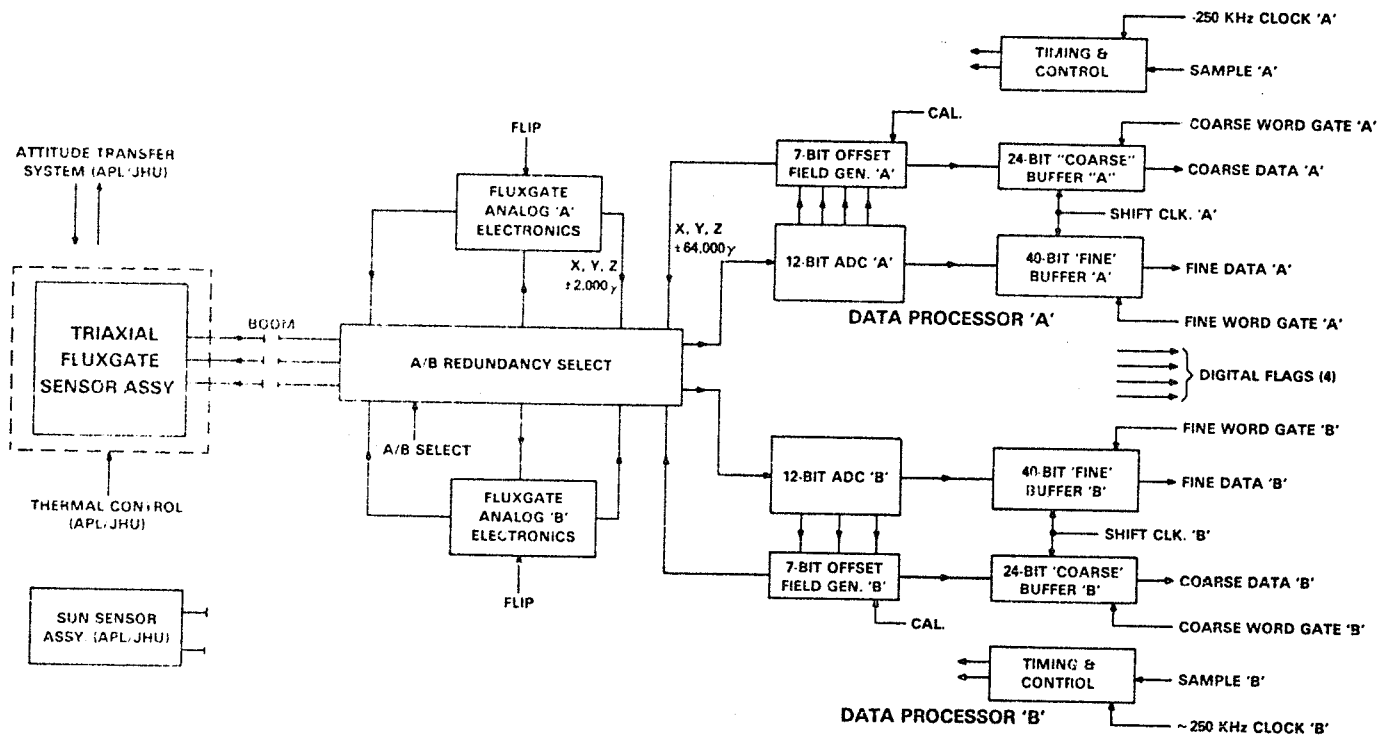 -250 KHz CLOCK 'A'
TIMING &
CONTROL
SAMPLE 'A'
CAL.
COARSE WORD GATE 'A'
FLIP
7-BIT OFFSET
FIELD GEN. 'A'
24-BIT "COARSE"
BUFFER "A"
COARSE DATA 'A'
ATTITUDE TRANSFER
SYSTEM (APL/JHU)
FLUXGATE
ANALOG 'A'
ELECTRONICS
SHIFT CLK. 'A'
X, Y, Z
±64,000γ
X, Y, Z
±2,000γ
12-BIT ADC 'A'
40-BIT 'FINE'
BUFFER 'A'
FINE DATA 'A'
DATA PROCESSOR 'A'
FINE WORD GATE 'A'
BOOM
TRIAXIAL
FLUXGATE
SENSOR ASSY
A/B REDUNDANCY SELECT
DIGITAL FLAGS (4)
A/B SELECT
FINE WORD GATE 'B'
12-BIT ADC 'B'
40-BIT 'FINE'
BUFFER 'B'
FINE DATA 'B'
THERMAL CONTROL
(APL/JHU)
FLUXGATE
ANALOG 'B'
ELECTRONICS
SHIFT CLK. 'B'
7-BIT OFFSET
FIELD GEN. 'B'
24-BIT 'COARSE'
BUFFER 'B'
COARSE DATA 'B'
FLIP
CAL.
COARSE WORD GATE 'B'
SUN SENSOR
ASSY. (APL/JHU)
TIMING &
CONTROL
SAMPLE 'B'
DATA PROCESSOR 'B'
~250 KHz CLOCK 'B'